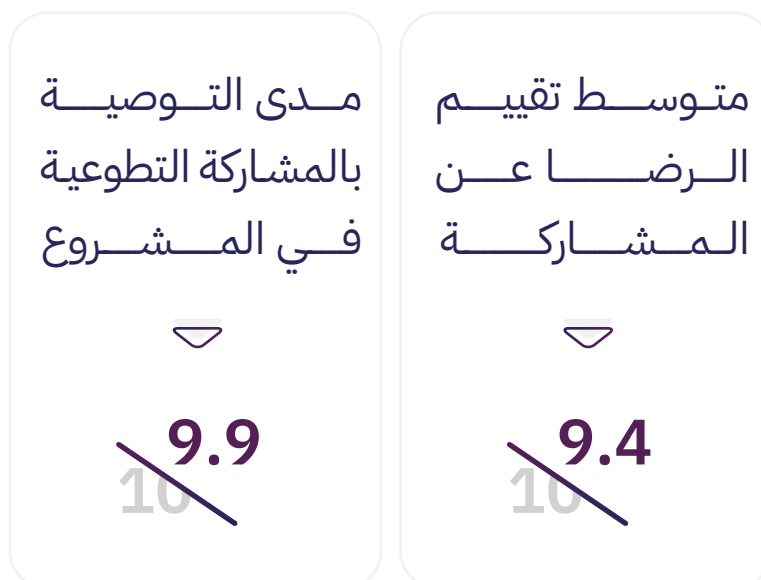 متوسط تقييم
الرضا عن
المشاركة
9.4
10
مدى التوصية
بالمشاركة التطوعية
في المشروع
9.9
10